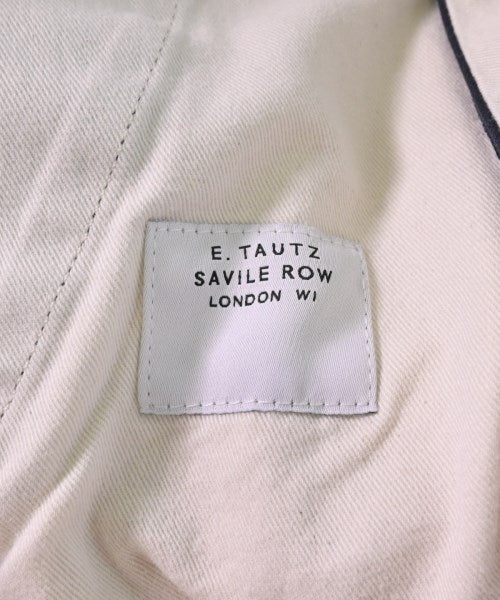 E. TAUTZ
SAVILE ROW
LONDON W1